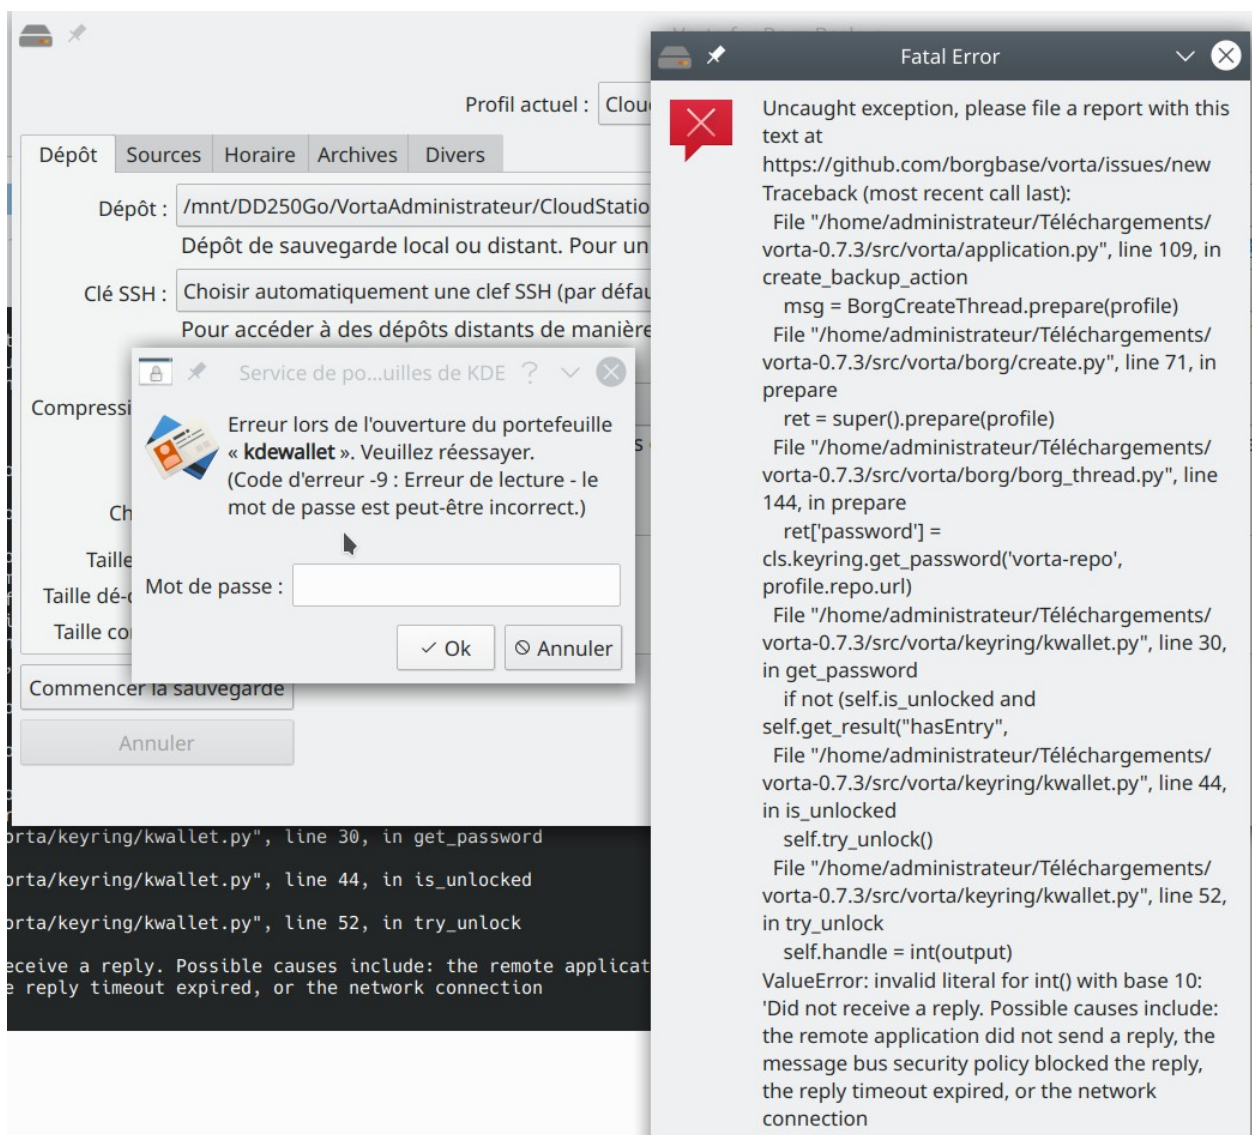 Profil actuel :
Dépôt
Sources
Horaire
Archives
Divers
Dépôt :
/mnt/DD250Go/VortaAdministrateur/CloudStatio
Dépôt de sauvegarde local ou distant. Pour un
Clé SSH :
Choisir automatiquement une clef SSH (par défau
Pour accéder à des dépôts distants de manière
Compressi
Ch
Taille
Taille dé-
Taille co
Commencer la sauvegarde
Annuler
Service de po...uilles de KDE
Erreur lors de l'ouverture du portefeuille
« kdewallet ». Veuillez réessayer.
(Code d'erreur -9 : Erreur de lecture - le
mot de passe est peut-être incorrect.)
Mot de passe :
Ok
Annuler
orta/keyring/kwallet.py", line 30, in get_password
orta/keyring/kwallet.py", line 44, in is_unlocked
orta/keyring/kwallet.py", line 52, in try_unlock
eceive a reply. Possible causes include: the remote applicat
e reply timeout expired, or the network connection
Fatal Error
Uncaught exception, please file a report with this
text at
https://github.com/borgbase/vorta/issues/new
Traceback (most recent call last):
File "/home/administrateur/Téléchargements/
vorta-0.7.3/src/vorta/application.py", line 109, in
create_backup_action
msg = BorgCreateThread.prepare(profile)
File "/home/administrateur/Téléchargements/
vorta-0.7.3/src/vorta/borg/create.py", line 71, in
prepare
ret = super().prepare(profile)
File "/home/administrateur/Téléchargements/
vorta-0.7.3/src/vorta/borg/borg_thread.py", line
144, in prepare
ret['password'] =
cls.keyring.get_password('vorta-repo',
profile.repo.url)
File "/home/administrateur/Téléchargements/
vorta-0.7.3/src/vorta/keyring/kwallet.py", line 30,
in get_password
if not (self.is_unlocked and
self.get_result("hasEntry",
File "/home/administrateur/Téléchargements/
vorta-0.7.3/src/vorta/keyring/kwallet.py", line 44,
in is_unlocked
self.try_unlock()
File "/home/administrateur/Téléchargements/
vorta-0.7.3/src/vorta/keyring/kwallet.py", line 52,
in try_unlock
self.handle = int(output)
ValueError: invalid literal for int() with base 10:
'Did not receive a reply. Possible causes include:
the remote application did not send a reply, the
message bus security policy blocked the reply,
the reply timeout expired, or the network
connection